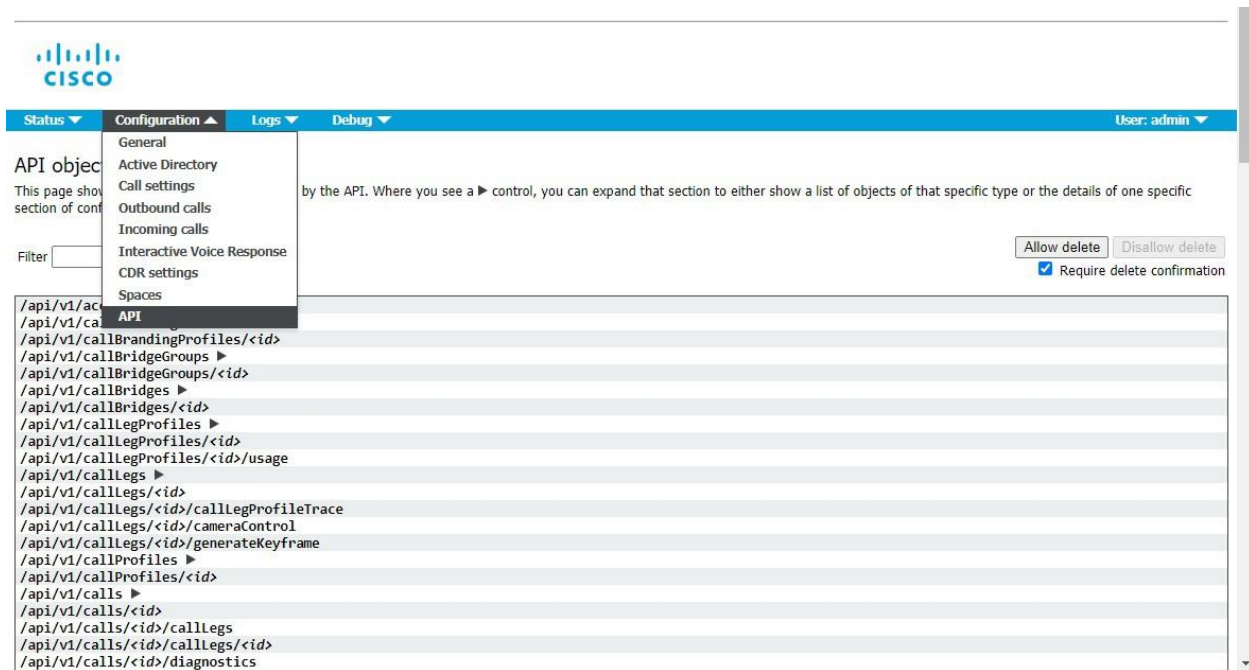 CISCO
Status ▼ Configuration ▲ Logs ▼ Debug ▼ User: admin ▼
General
Active Directory
Call settings
Outbound calls
Incoming calls
Interactive Voice Response
CDR settings
Spaces
API
API objec
This page show by the API. Where you see a ▶ control, you can expand that section to either show a list of objects of that specific type or the details of one specific
section of conf
Filter
Allow delete Disallow delete
Require delete confirmation
/api/v1/ac
/api/v1/ca
/api/v1/callBrandingProfiles/<id>
/api/v1/callBridgeGroups ▶
/api/v1/callBridgeGroups/<id>
/api/v1/callBridges ▶
/api/v1/callBridges/<id>
/api/v1/callLegProfiles ▶
/api/v1/callLegProfiles/<id>
/api/v1/callLegProfiles/<id>/usage
/api/v1/callLegs ▶
/api/v1/callLegs/<id>
/api/v1/callLegs/<id>/callLegProfileTrace
/api/v1/callLegs/<id>/cameraControl
/api/v1/callLegs/<id>/generateKeyframe
/api/v1/callProfiles ▶
/api/v1/callProfiles/<id>
/api/v1/calls ▶
/api/v1/calls/<id>
/api/v1/calls/<id>/callLegs
/api/v1/calls/<id>/callLegs/<id>
/api/v1/calls/<id>/diagnostics